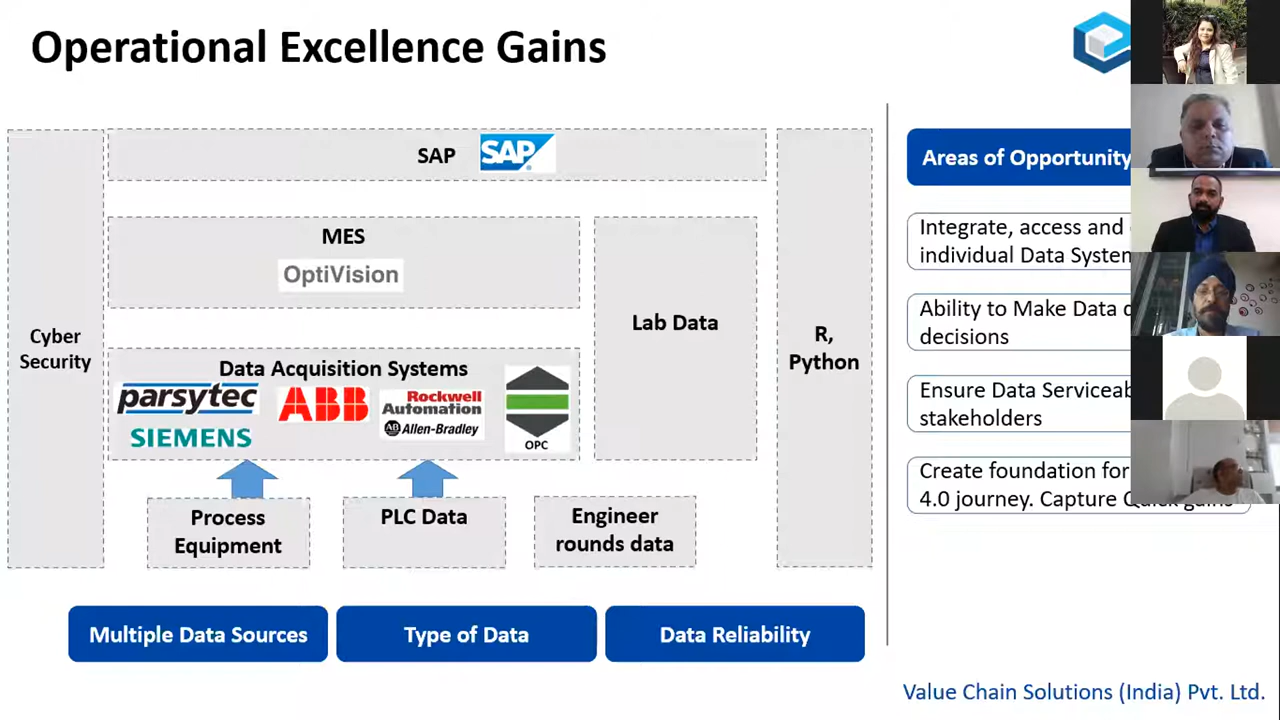 Operational Excellence Gains
SAP
SAP
MES
OptiVision
Cyber
Security
Lab Data
R,
Python
Data Acquisition Systems
parsytec
ABB
Rockwell
Automation
AB Allen-Bradley
SIEMENS
OPC
Process
Equipment
PLC Data
Engineer
rounds data
Multiple Data Sources
Type of Data
Data Reliability
Areas of Opportunity
Integrate, access and
individual Data
Ability to Make Data
decisions
Ensure Data
stakeholders
Create foundation for
4.0 journey. Capture Quick gains
Value Chain Solutions (India) Pvt. Ltd.